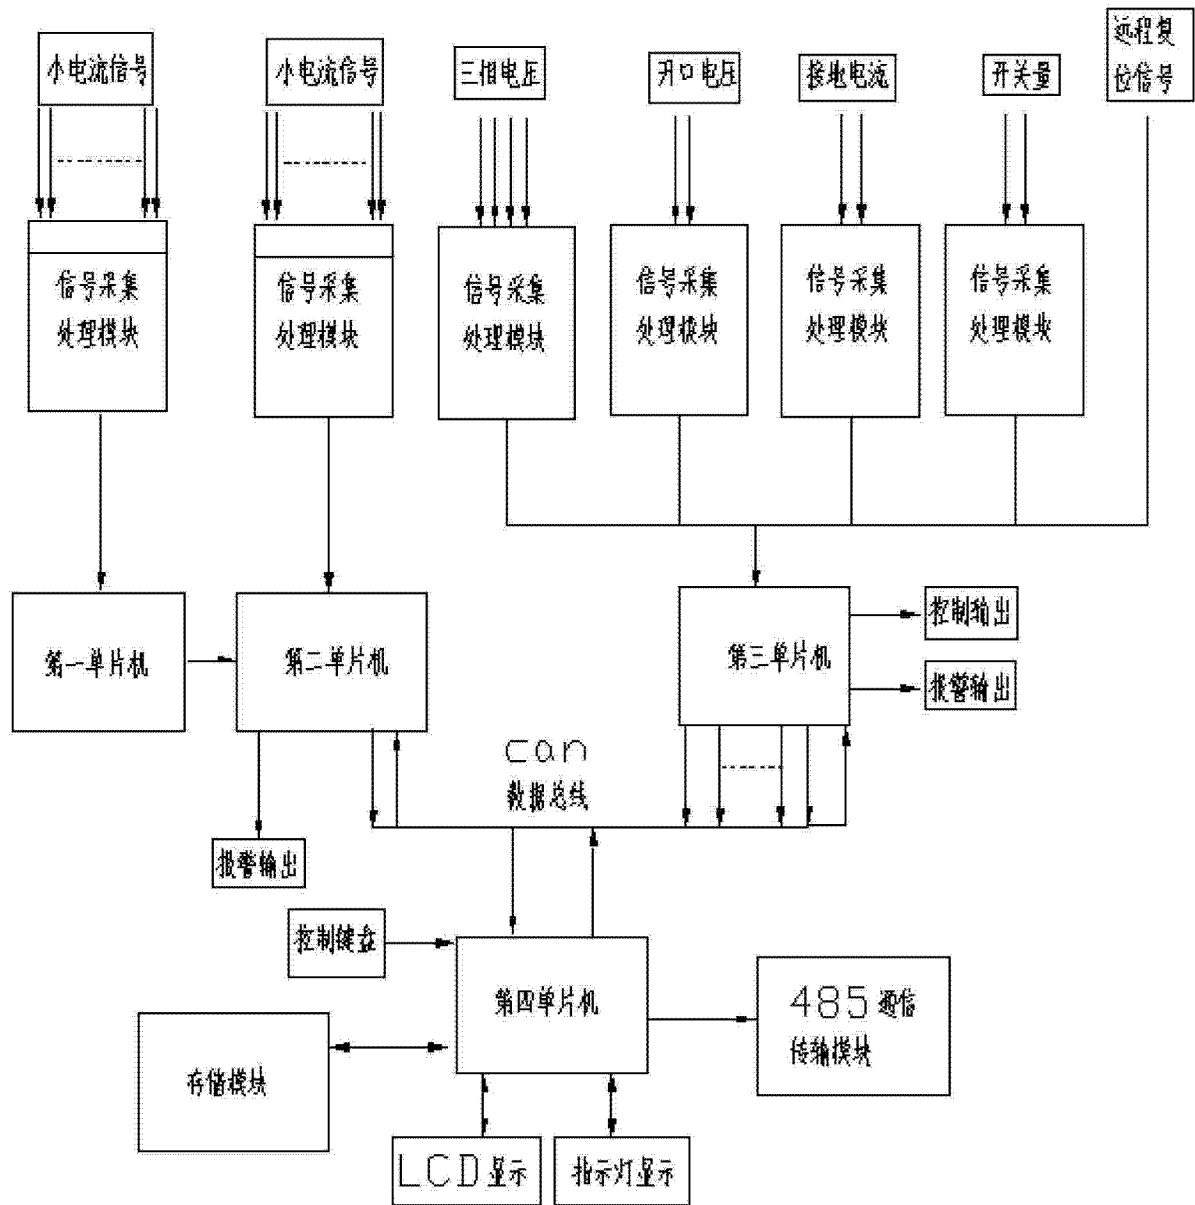 小电流信号
小电流信号
三相电压
开口电压
接地电流
开关量
远程复
位信号
信号采集
处理模块
信号采集
处理模块
信号采集
处理模块
信号采集
处理模块
信号采集
处理模块
信号采集
处理模块
第一单片机
第二单片机
第三单片机
控制输出
报警输出
can
数据总线
报警输出
控制键盘
第四单片机
485通信
传输模块
存储模块
LCD显示
指示灯显示